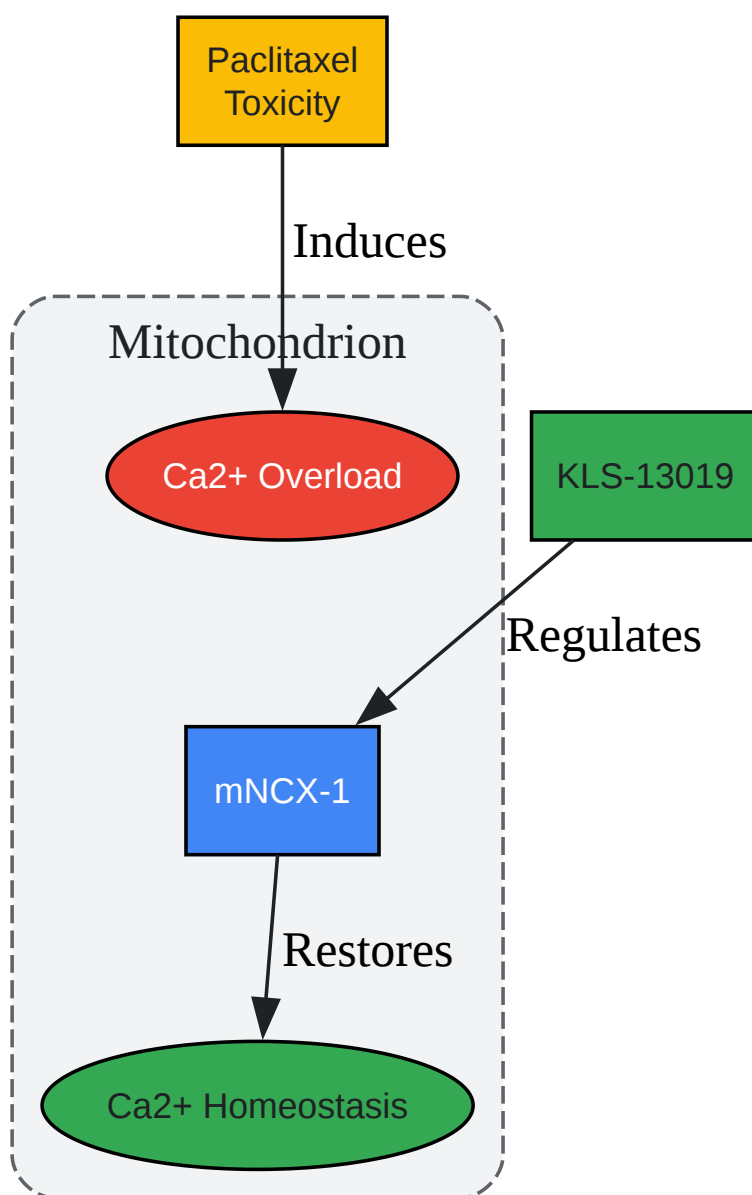 Paclitaxel
Toxicity
Induces
Mitochondrion
Ca2+ Overload
KLS-13019
Regulates
mNCX-1
Restores
Ca2+ Homeostasis